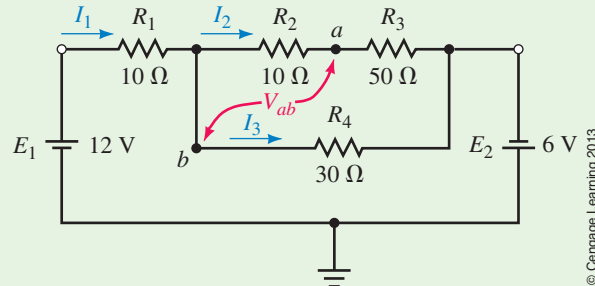 I1 R1 I2 R2 a R3
10 Ω 10 Ω 50 Ω
Vab
I3 R4
E1 12 V b E2 6 V
30 Ω
© Cengage Learning 2013